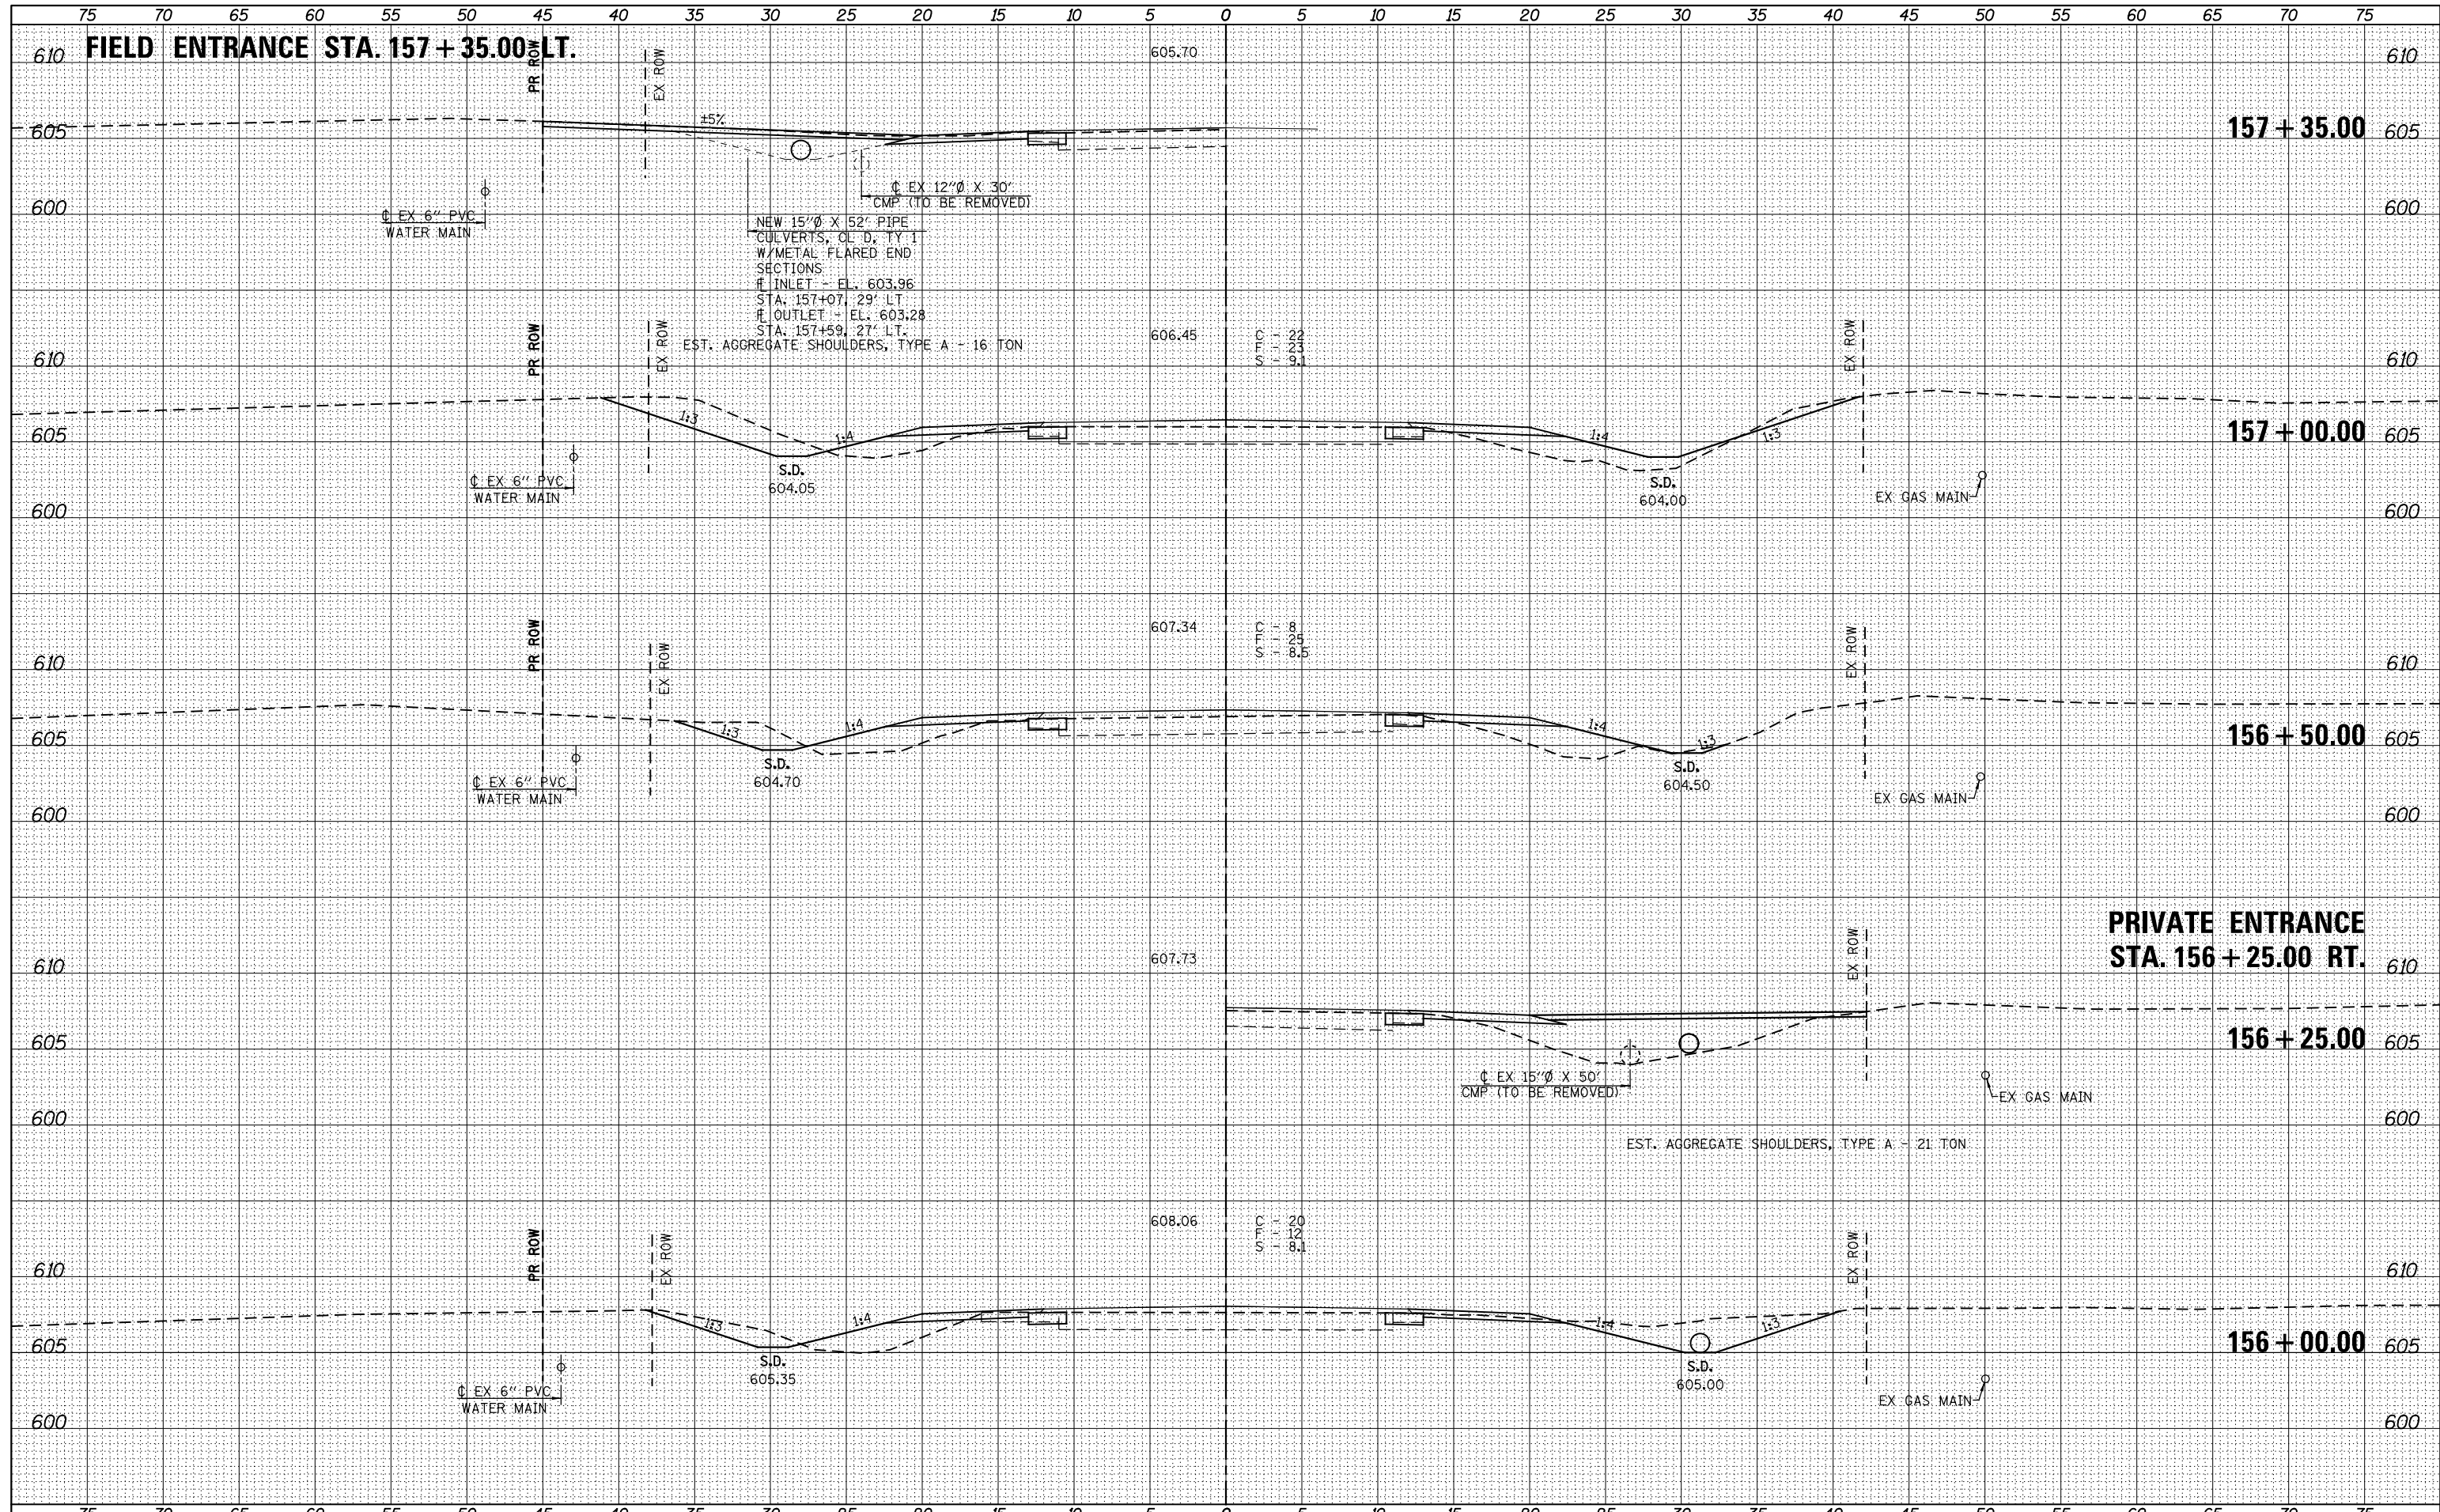 75 70 65 60 55 50 45 40 35 30 25 20 15 10 5 0 5 10 15 20 25 30 35 40 45 50 55 60 65 70 75
FIELD ENTRANCE STA. 157+35.00 LT.
610
PR ROW
EX ROW
605.70
610
605
±5%
157+35.00
605
600
℄ EX 6" PVC
WATER MAIN
℄ EX 12"Ø X 30'
CMP (TO BE REMOVED)
600
NEW 15"Ø X 52' PIPE
CULVERTS, CL D, TY 1
W/METAL FLARED END
SECTIONS
FL INLET - EL. 603.96
STA. 157+07, 29' LT
FL OUTLET - EL. 603.28
STA. 157+59, 27' LT.
EST. AGGREGATE SHOULDERS, TYPE A - 16 TON
606.45
C - 22
F - 23
S - 9.1
610
PR ROW
EX ROW
EX ROW
610
605
1:3
1:4
1:4
1:3
157+00.00
605
S.D.
604.05
S.D.
604.00
℄ EX 6" PVC
WATER MAIN
EX GAS MAIN
600
600
607.34
C - 8
F - 25
S - 8.5
610
PR ROW
EX ROW
EX ROW
610
605
1:3
1:4
1:4
1:3
156+50.00
605
S.D.
604.70
S.D.
604.50
℄ EX 6" PVC
WATER MAIN
EX GAS MAIN
600
600
PRIVATE ENTRANCE
STA. 156+25.00 RT.
610
607.73
EX ROW
610
605
156+25.00
605
℄ EX 15"Ø X 50'
CMP (TO BE REMOVED)
EX GAS MAIN
600
600
EST. AGGREGATE SHOULDERS, TYPE A - 21 TON
608.06
C - 20
F - 12
S - 8.1
610
PR ROW
EX ROW
EX ROW
610
605
1:3
1:4
1:4
1:3
156+00.00
605
S.D.
605.35
S.D.
605.00
℄ EX 6" PVC
WATER MAIN
EX GAS MAIN
600
600
75 70 65 60 55 50 45 40 35 30 25 20 15 10 5 0 5 10 15 20 25 30 35 40 45 50 55 60 65 70 75